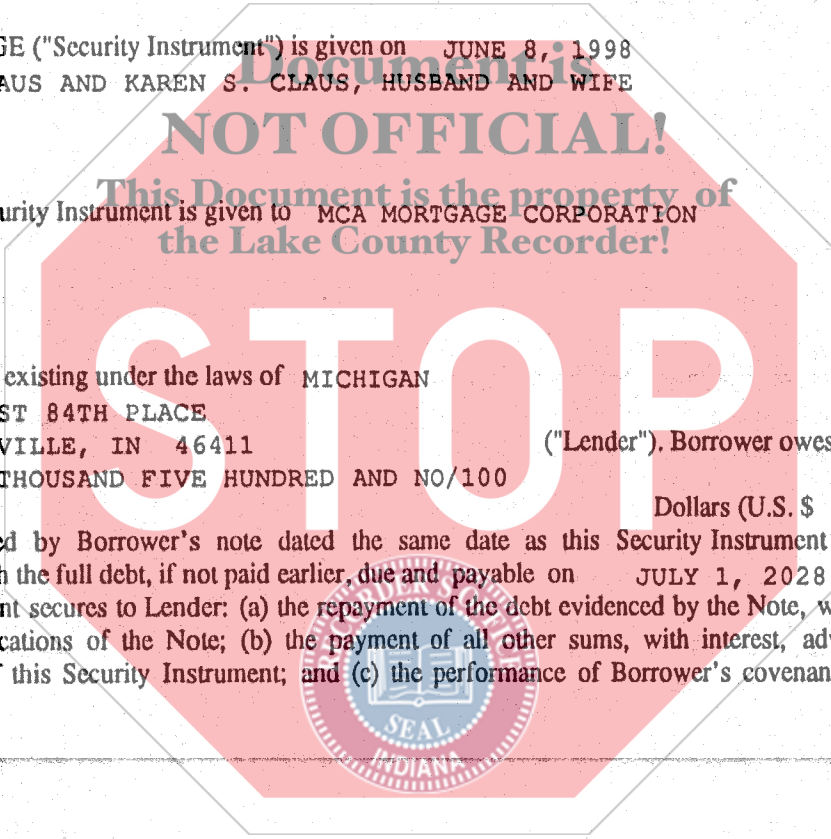 GE ("Security Instrument") is given on JUNE 8, 1998
Document is
AUS AND KAREN S. CLAUS, HUSBAND AND WIFE
NOT OFFICIAL!
This Document is the property of
urity Instrument is given to MCA MORTGAGE CORPORATION
the Lake County Recorder!
STOP
existing under the laws of MICHIGAN
ST 84TH PLACE
VILLE, IN 46411 ("Lender"). Borrower owes
THOUSAND FIVE HUNDRED AND NO/100
Dollars (U.S. $
ed by Borrower's note dated the same date as this Security Instrument
h the full debt, if not paid earlier, due and payable on JULY 1, 2028
nt secures to Lender: (a) the repayment of the debt evidenced by the Note, w
cations of the Note; (b) the payment of all other sums, with interest, adv
f this Security Instrument; and (c) the performance of Borrower's covenan
RECORDER'S OFFICE
SEAL
INDIANA